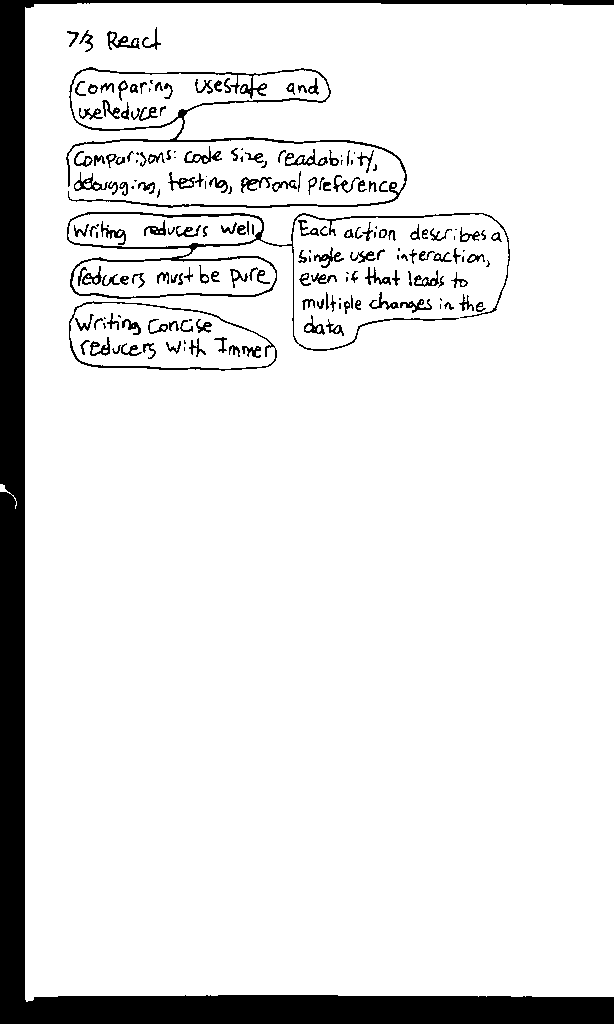 7/3 React
Comparing useState and
useReducer
Comparisons: code size, readability,
debugging, testing, personal preference
Writing reducers well
reducers must be pure
Each action describes a
single user interaction,
even if that leads to
multiple changes in the
data
Writing Concise
reducers with Immer